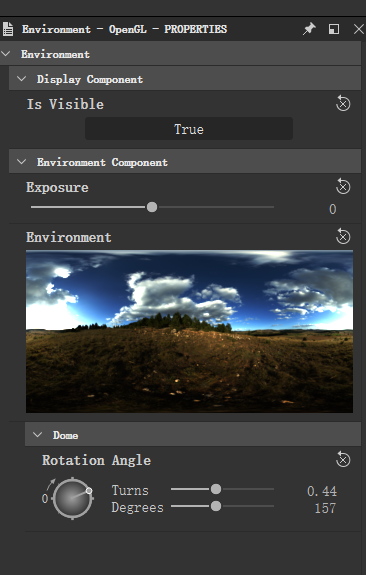 Environment - OpenGL - PROPERTIES
Environment
Display Component
Is Visible
True
Environment Component
Exposure
0
Environment
Dome
Rotation Angle
0
Turns 0.44
Degrees 157